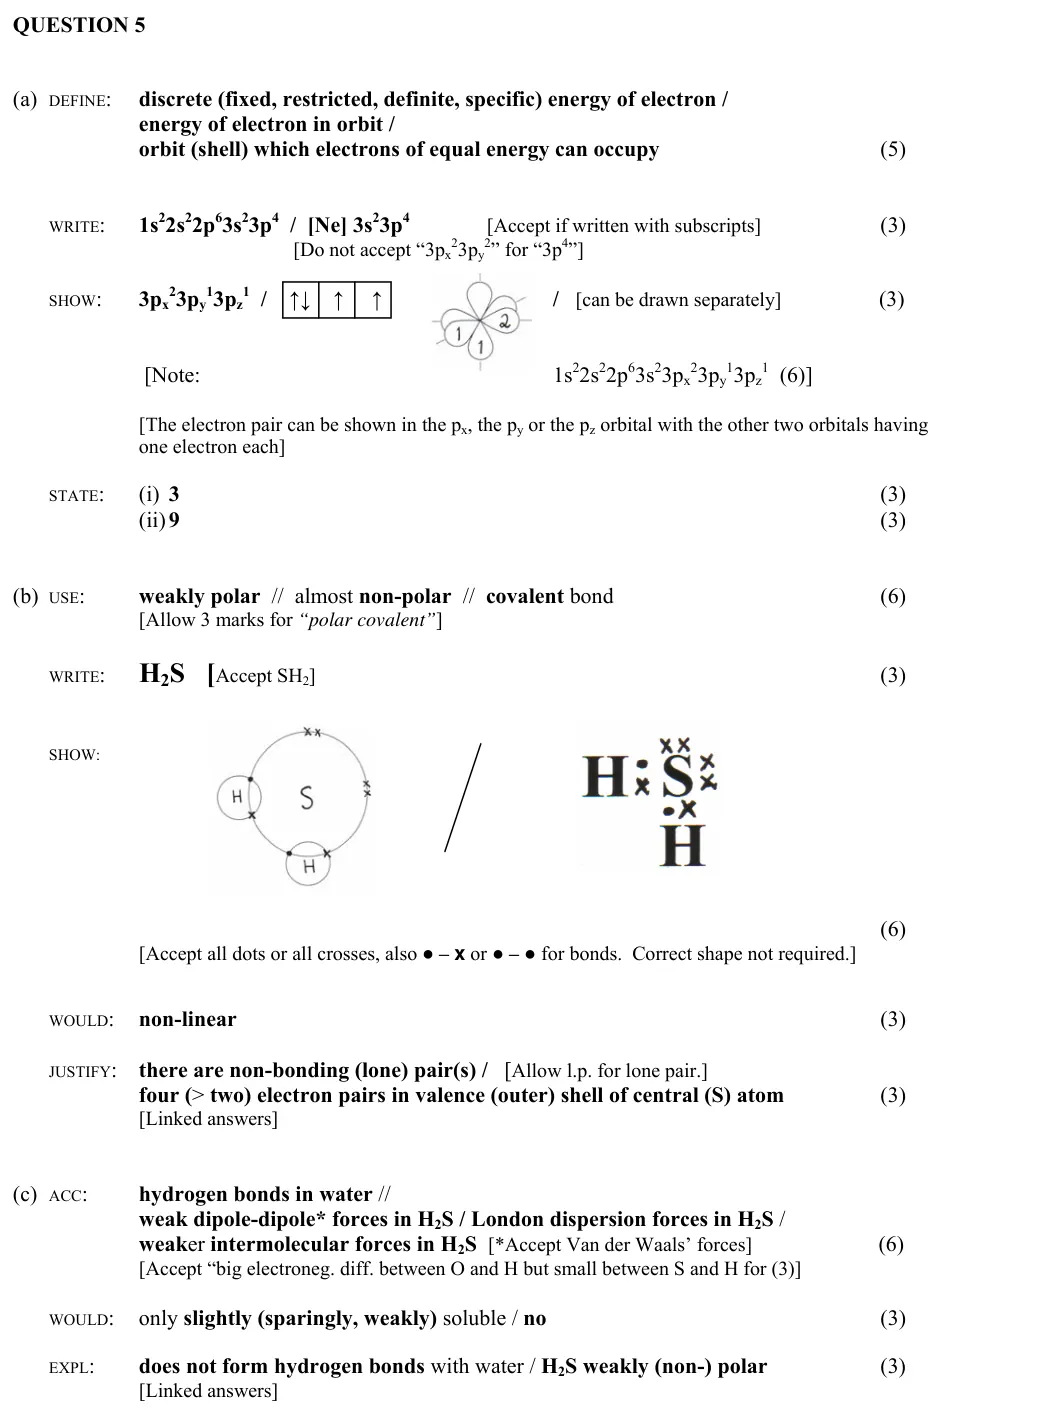 QUESTION 5
(a) DEFINE: discrete (fixed, restricted, definite, specific) energy of electron /
energy of electron in orbit /
orbit (shell) which electrons of equal energy can occupy (5)
WRITE: 1s²2s²2p⁶3s²3p⁴ / [Ne] 3s²3p⁴ [Accept if written with subscripts] (3)
[Do not accept “3pₓ²3pᵧ²” for “3p⁴”]
SHOW: 3pₓ²3pᵧ¹3p_z¹ / ↑↓ ↑ ↑ 1 1 2 / [can be drawn separately] (3)
[Note: 1s²2s²2p⁶3s²3pₓ²3pᵧ¹3p_z¹ (6)]
[The electron pair can be shown in the pₓ, the pᵧ or the p_z orbital with the other two orbitals having
one electron each]
STATE: (i) 3 (3)
(ii) 9 (3)
(b) USE: weakly polar // almost non-polar // covalent bond (6)
[Allow 3 marks for “polar covalent”]
WRITE: H₂S [Accept SH₂] (3)
SHOW:
H S H / H S H
(6)
[Accept all dots or all crosses, also ● – x or ● – ● for bonds. Correct shape not required.]
WOULD: non-linear (3)
JUSTIFY: there are non-bonding (lone) pair(s) / [Allow l.p. for lone pair.]
four (> two) electron pairs in valence (outer) shell of central (S) atom (3)
[Linked answers]
(c) ACC: hydrogen bonds in water //
weak dipole-dipole* forces in H₂S / London dispersion forces in H₂S /
weaker intermolecular forces in H₂S [*Accept Van der Waals’ forces] (6)
[Accept “big electroneg. diff. between O and H but small between S and H for (3)]
WOULD: only slightly (sparingly, weakly) soluble / no (3)
EXPL: does not form hydrogen bonds with water / H₂S weakly (non-) polar (3)
[Linked answers]